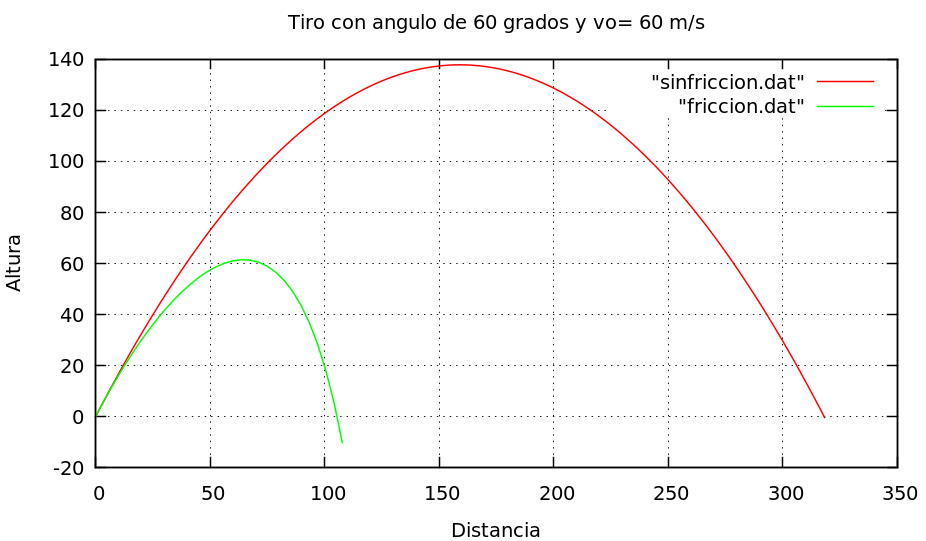 Tiro con angulo de 60 grados y vo= 60 m/s
140
120
100
80
60
40
20
0
-20
Altura
"sinfriccion.dat"
"friccion.dat"
0 50 100 150 200 250 300 350
Distancia